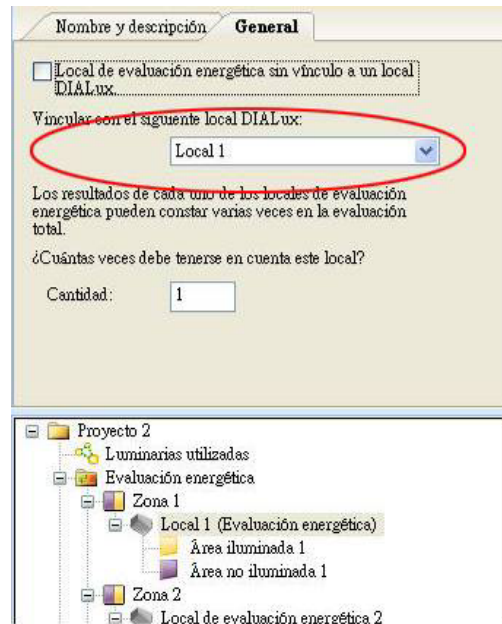 Nombre y descripción General
Local de evaluación energética sin vínculo a un local
DIALux.
Vincular con el siguiente local DIALux:
Local 1
Los resultados de cada uno de los locales de evaluación
energética pueden constar varias veces en la evaluación
total.
¿Cuántas veces debe tenerse en cuenta este local?
Cantidad: 1
Proyecto 2
Luminarias utilizadas
Evaluación energética
Zona 1
Local 1 (Evaluación energética)
Área iluminada 1
Área no iluminada 1
Zona 2
Local de evaluación energética 2